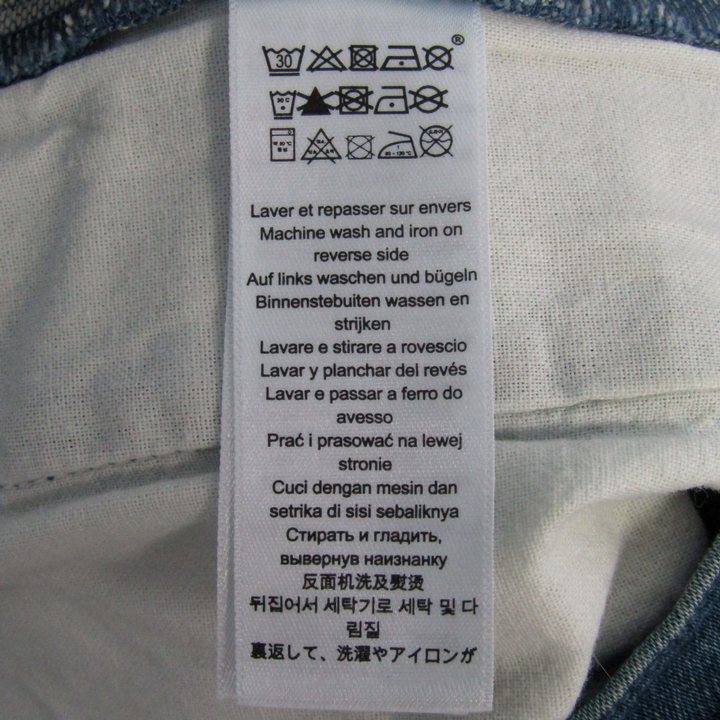 30
®
30°C
Laver et repasser sur envers
Machine wash and iron on
reverse side
Auf links waschen und bügeln
Binnenstebuiten wassen en
strijken
Lavare e stirare a rovescio
Lavar y planchar del revés
Lavar e passar a ferro do
avesso
Prać i prasować na lewej
stronie
Cuci dengan mesin dan
setrika di sisi sebaliknya
Стирать и гладить,
вывернув наизнанку
反面机洗及熨烫
뒤집어서 세탁기로 세탁 및 다
림질
裏返して、洗濯やアイロンが